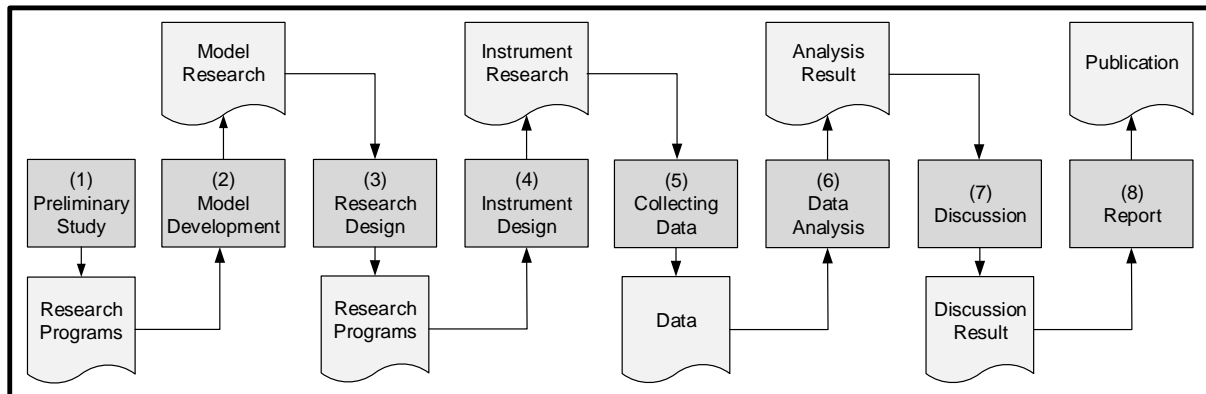 Model
Research
Instrument
Research
Analysis
Result
Publication
(1)
Preliminary
Study
(2)
Model
Development
(3)
Research
Design
(4)
Instrument
Design
(5)
Collecting
Data
(6)
Data
Analysis
(7)
Discussion
(8)
Report
Research
Programs
Research
Programs
Data
Discussion
Result